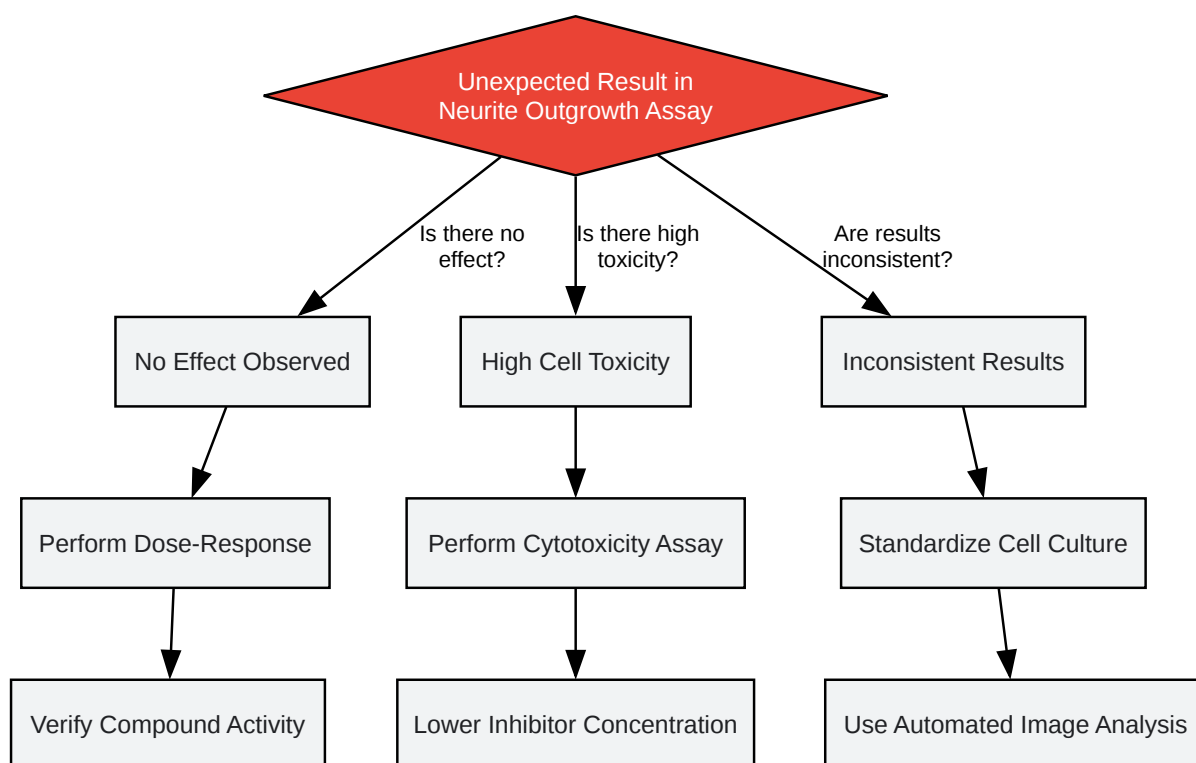 Unexpected Result in
Neurite Outgrowth Assay
Is there no
effect?
Is there high
toxicity?
Are results
inconsistent?
No Effect Observed
High Cell Toxicity
Inconsistent Results
Perform Dose-Response
Perform Cytotoxicity Assay
Standardize Cell Culture
Verify Compound Activity
Lower Inhibitor Concentration
Use Automated Image Analysis